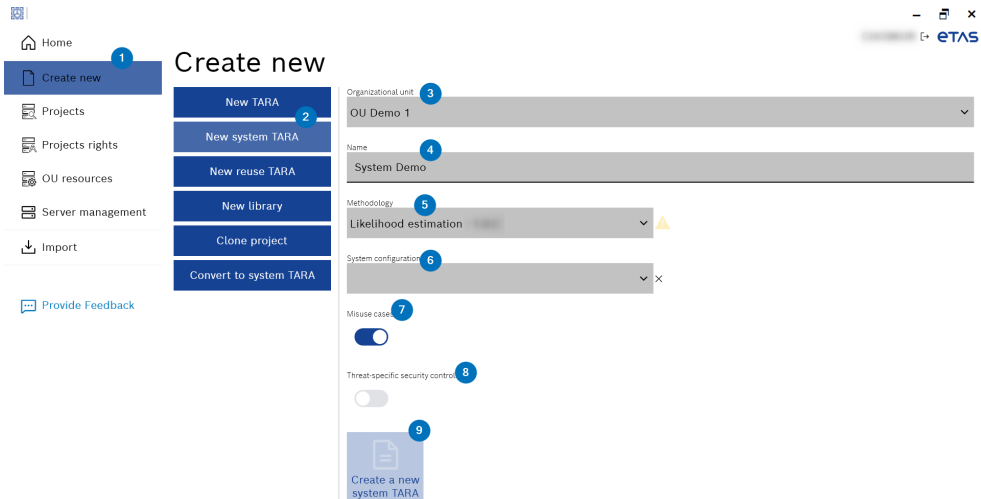 etas
Home
1
Create new
Projects
Projects rights
OU resources
Server management
Import
Provide Feedback
Create new
New TARA
2
New system TARA
New reuse TARA
New library
Clone project
Convert to system TARA
Organizational unit
3
OU Demo 1
Name
4
System Demo
Methodology
5
Likelihood estimation
System configuration
6
Misuse cases
7
Threat-specific security control
8
9
Create a new
system TARA